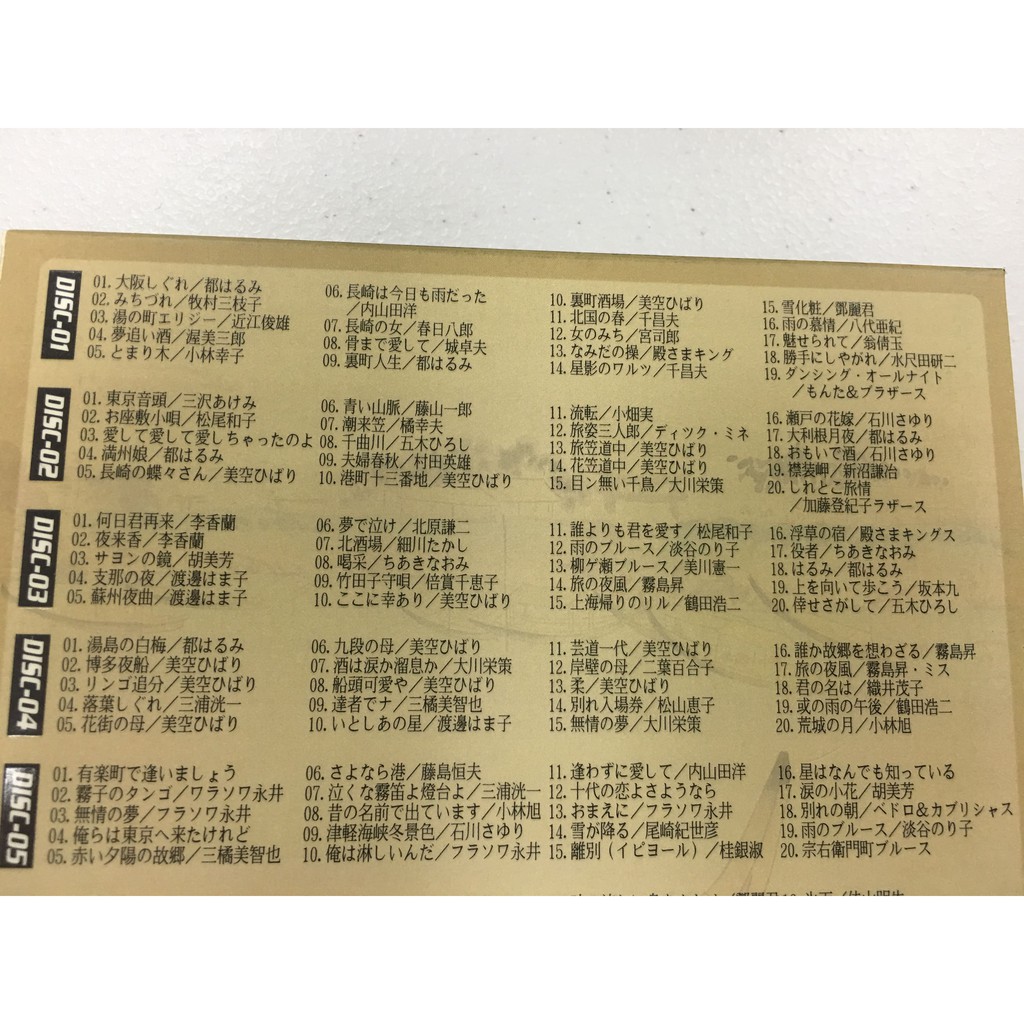 DISC-01
01.大阪しぐれ／都はるみ
02.みちづれ／牧村三枝子
03.湯の町エリジー／近江俊雄
04.夢追い酒／渥美三郎
05.とまり木／小林幸子
06.長崎は今日も雨だった
／内山田洋
07.長崎の女／春日八郎
08.骨まで愛して／城卓夫
09.裏町人生／都はるみ
10.裏町酒場／美空ひばり
11.北国の春／千昌夫
12.女のみち／宮司郎
13.なみだの操／殿さまキング
14.星影のワルツ／千昌夫
15.雪化粧／鄧麗君
16.雨の慕情／八代亜紀
17.魅せられて／翁倩玉
18.勝手にしやがれ／水尺田研二
19.ダンシング・オールナイト
／もんた&ブラザース
DISC-02
01.東京音頭／三沢あけみ
02.お座敷小唄／松尾和子
03.愛して愛して愛しちゃったのよ
04.満州娘／都はるみ
05.長崎の蝶々さん／美空ひばり
06.青い山脈／藤山一郎
07.潮来笠／橘幸夫
08.千曲川／五木ひろし
09.夫婦春秋／村田英雄
10.港町十三番地／美空ひばり
11.流転／小畑実
12.旅姿三人郎／ディック・ミネ
13.旅笠道中／美空ひばり
14.花笠道中／美空ひばり
15.目ン無い千鳥／大川栄策
16.瀬戸の花嫁／石川さゆり
17.大利根月夜／都はるみ
18.おもいで酒／石川さゆり
19.襟装岬／新沼謙治
20.しれとこ旅情
／加藤登紀子ラザース
DISC-03
01.何日君再来／李香蘭
02.夜来香／李香蘭
03.サヨンの鏡／胡美芳
04.支那の夜／渡邊はま子
05.蘇州夜曲／渡邊はま子
06.夢で泣け／北原謙二
07.北酒場／細川たかし
08.喝采／ちあきなおみ
09.竹田子守唄／倍賞千恵子
10.ここに幸あり／美空ひばり
11.誰よりも君を愛す／松尾和子
12.雨のブルース／淡谷のり子
13.柳ゲ瀬ブルース／美川憲一
14.旅の夜風／霧島昇
15.上海帰りのリル／鶴田浩二
16.浮草の宿／殿さまキングス
17.役者／ちあきなおみ
18.はるみ／都はるみ
19.上を向いて歩こう／坂本九
20.倖せさがして／五木ひろし
DISC-04
01.湯島の白梅／都はるみ
02.博多夜船／美空ひばり
03.リンゴ追分／美空ひばり
04.落葉しぐれ／三浦洸一
05.花街の母／美空ひばり
06.九段の母／美空ひばり
07.酒は涙か溜息か／大川栄策
08.船頭可愛や／美空ひばり
09.達者でナ／三橋美智也
10.いとしあの星／渡邊はま子
11.芸道一代／美空ひばり
12.岸壁の母／二葉百合子
13.柔／美空ひばり
14.別れ入場券／松山恵子
15.無情の夢／大川栄策
16.誰か故郷を想わざる／霧島昇
17.旅の夜風／霧島昇・ミス
18.君の名は／織井茂子
19.或の雨の午後／鶴田浩二
20.荒城の月／小林旭
DISC-05
01.有楽町で逢いましょう
02.霧子のタンゴ／ワラソワ永井
03.無情の夢／フラソワ永井
04.俺らは東京へ来たけれど
05.赤い夕陽の故郷／三橋美智也
06.さよなら港／藤島恒夫
07.泣くな霧笛よ燈台よ／三浦洸一
08.昔の名前で出ています／小林旭
09.津軽海峡冬景色／石川さゆり
10.俺は淋しいんだ／フラソワ永井
11.逢わずに愛して／内山田洋
12.十代の恋よさようなら
13.おまえに／フラソワ永井
14.雪が降る／尾崎紀世彦
15.離別（イビヨール）／桂銀淑
16.星はなんでも知っている
17.涙の小花／胡美芳
18.別れの朝／ペドロ&カプリシャス
19.雨のブルース／淡谷のり子
20.宗右衛門町ブルース